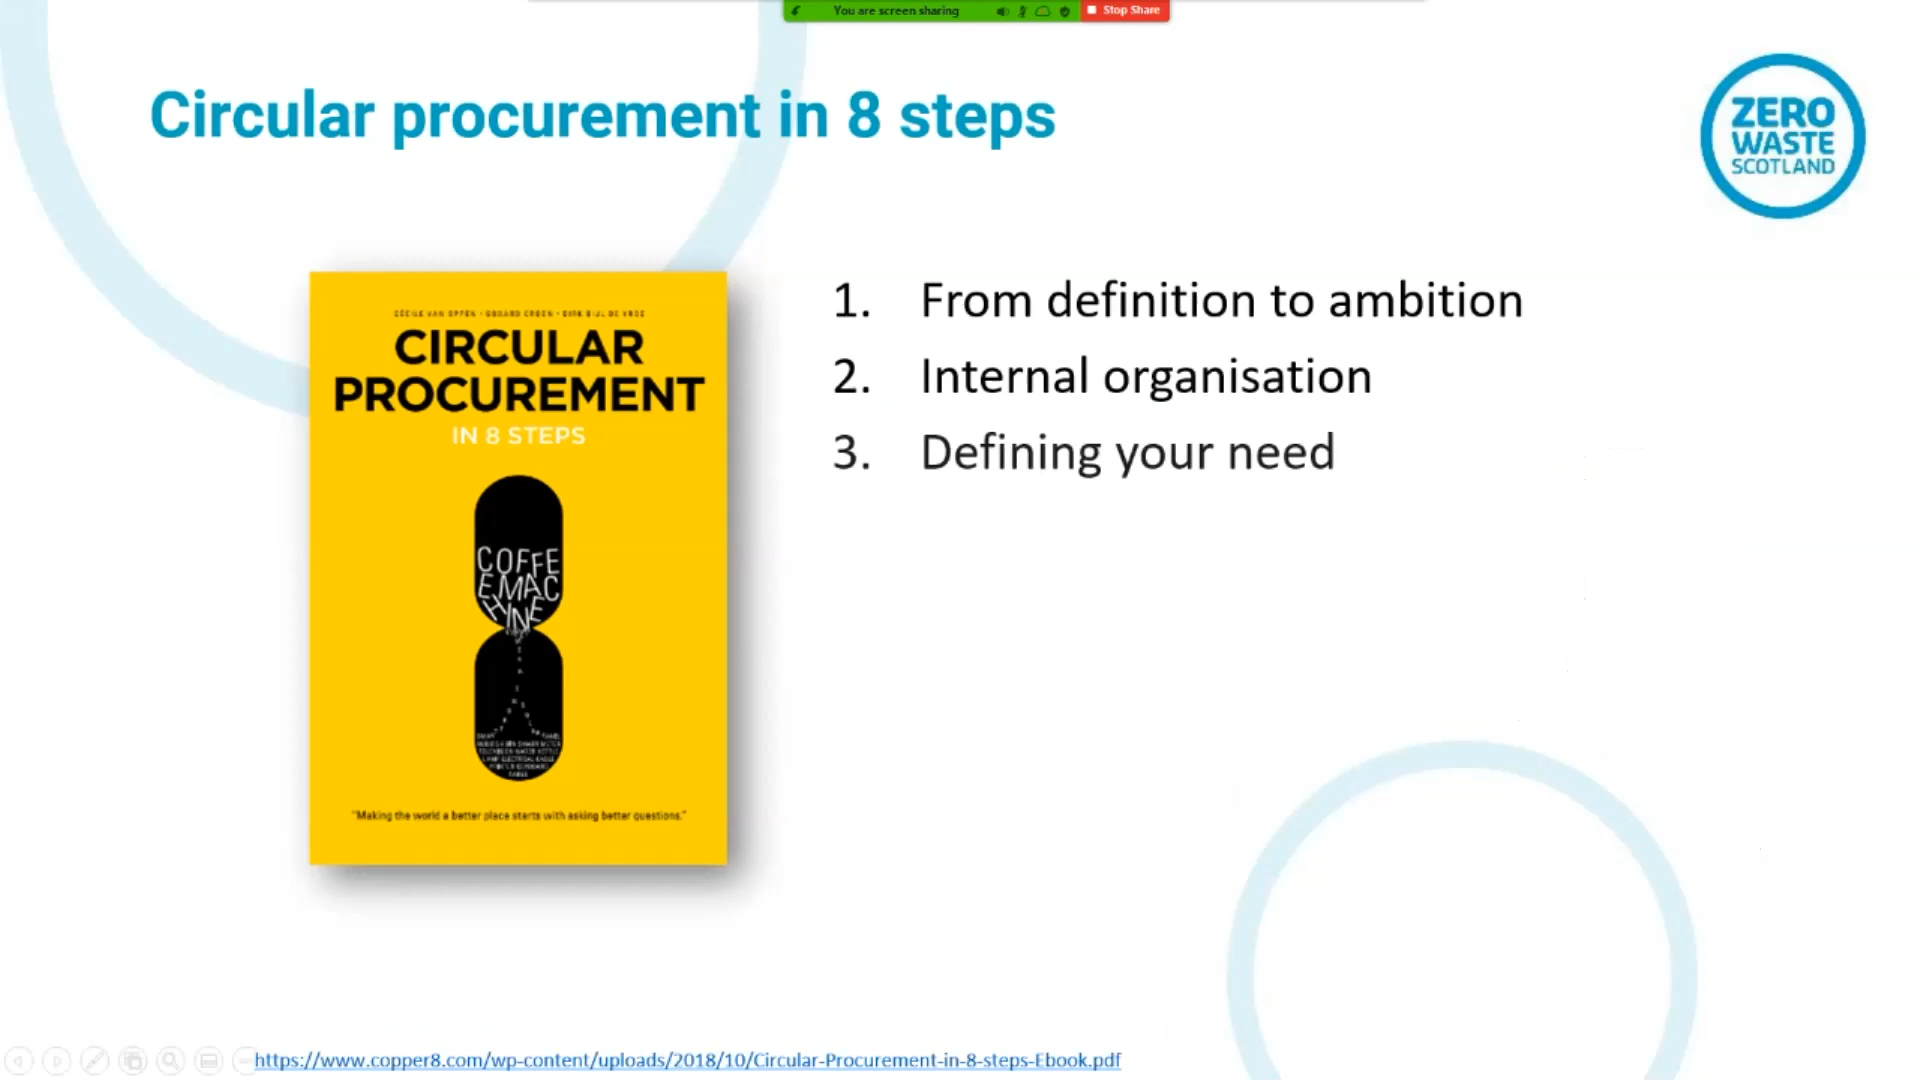 You are screen sharing
Stop Share
Circular procurement in 8 steps
ZERO
WASTE
SCOTLAND
CIRCULAR
PROCUREMENT
IN 8 STEPS
COFFE
EMAC
HINE
"Making the world a better place starts with asking better questions."
1. From definition to ambition
2. Internal organisation
3. Defining your need
https://www.copper8.com/wp-content/uploads/2018/10/Circular-Procurement-in-8-steps-Ebook.pdf